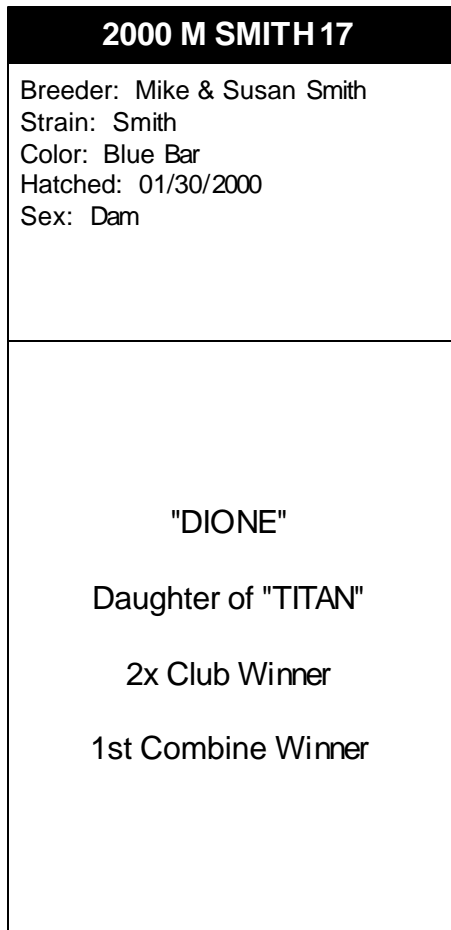 2000 M SMITH 17
Breeder: Mike & Susan Smith
Strain: Smith
Color: Blue Bar
Hatched: 01/30/2000
Sex: Dam
"DIONE"
Daughter of "TITAN"
2x Club Winner
1st Combine Winner